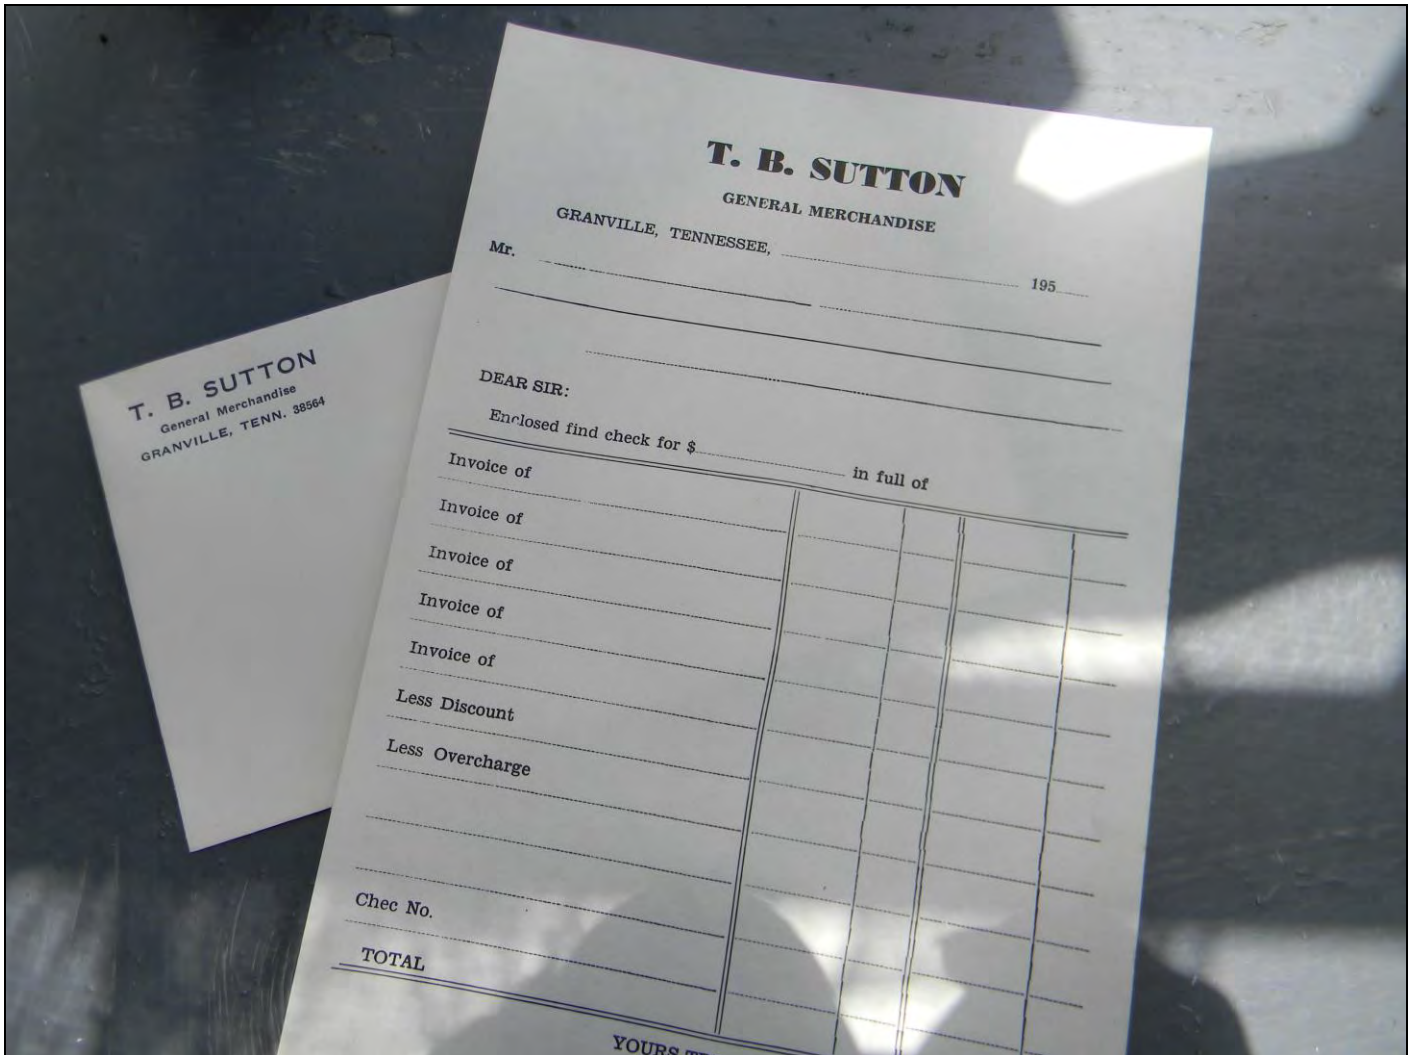 T. B. SUTTON
GENERAL MERCHANDISE
GRANVILLE, TENNESSEE, 195
Mr.
DEAR SIR:
Enclosed find check for $ in full of
Invoice of
Invoice of
Invoice of
Invoice of
Invoice of
Less Discount
Less Overcharge
Chec No.
TOTAL
YOURS
T. B. SUTTON
General Merchandise
GRANVILLE, TENN. 38564